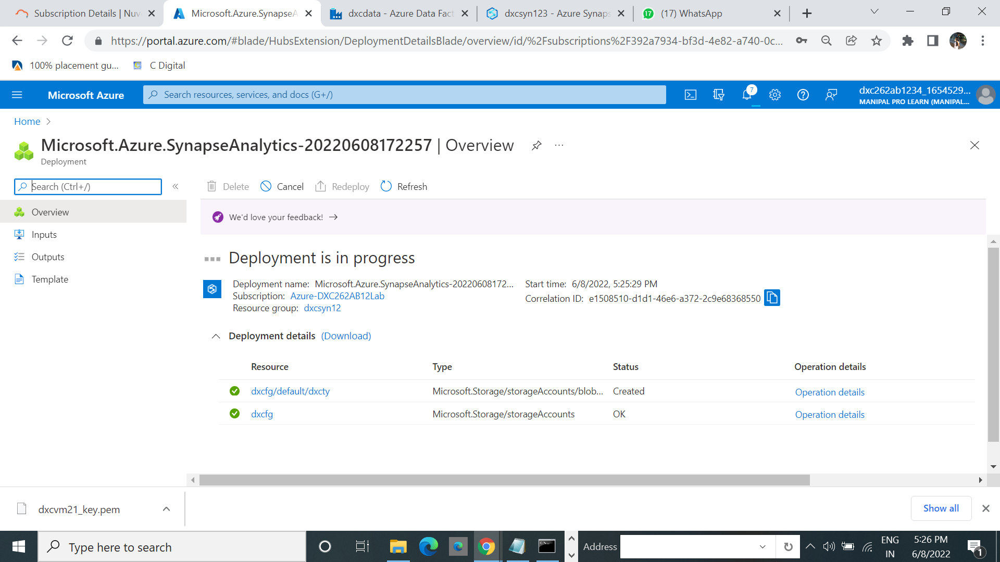 Subscription Details | Nuv
Microsoft.Azure.SynapseA
dxcdata - Azure Data Fact
dxcsyn123 - Azure Synaps
17
(17) WhatsApp
https://portal.azure.com/#blade/HubsExtension/DeploymentDetailsBlade/overview/id/%2Fsubscriptions%2F392a7934-bf3d-4e82-a740-0c...
100% placement gu...
C Digital
Microsoft Azure
Search resources, services, and docs (G+/)
7
dxc262ab1234_1654529...
MANIPAL PRO LEARN (MANIPAL...
Home
Microsoft.Azure.SynapseAnalytics-20220608172257 | Overview
...
Deployment
Search (Ctrl+/)
«
Delete
Cancel
Redeploy
Refresh
Overview
Inputs
Outputs
Template
We'd love your feedback! →
Deployment is in progress
Deployment name: Microsoft.Azure.SynapseAnalytics-20220608172...
Subscription: Azure-DXC262AB12Lab
Resource group: dxcsyn12
Start time: 6/8/2022, 5:25:29 PM
Correlation ID: e1508510-d1d1-46e6-a372-2c9e68368550
Deployment details (Download)
Resource Type Status Operation details
dxcfg/default/dxcty Microsoft.Storage/storageAccounts/blob... Created Operation details
dxcfg Microsoft.Storage/storageAccounts OK Operation details
dxcvm21_key.pem
Show all
Type here to search
Address
ENG
IN
5:26 PM
6/8/2022
1